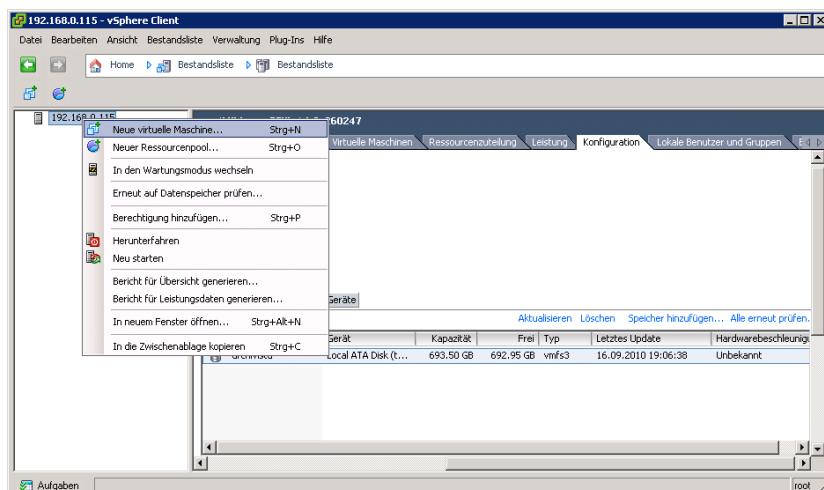 192.168.0.115 - vSphere Client
Datei Bearbeiten Ansicht Bestandsliste Verwaltung Plug-Ins Hilfe
Home Bestandsliste Bestandsliste
192.168.0.115
260247
Virtuelle Maschinen Ressourcenzuteilung Leistung Konfiguration Lokale Benutzer und Gruppen E
Neue virtuelle Maschine... Strg+N
Neuer Ressourcenpool... Strg+O
In den Wartungsmodus wechseln
Erneut auf Datenspeicher prüfen...
Berechtigung hinzufügen... Strg+P
Herunterfahren
Neu starten
Bericht für Übersicht generieren...
Bericht für Leistungsdaten generieren...
In neuem Fenster öffnen... Strg+Alt+N
In die Zwischenablage kopieren Strg+C
Geräte
Aktualisieren Löschen Speicher hinzufügen... Alle erneut prüfen.
Gerät Kapazität Frei Typ Letztes Update Hardwarebeschleunigu
Local ATA Disk (t... 693.50 GB 692.95 GB vmfs3 16.09.2010 19:06:38 Unbekannt
Aufgaben root